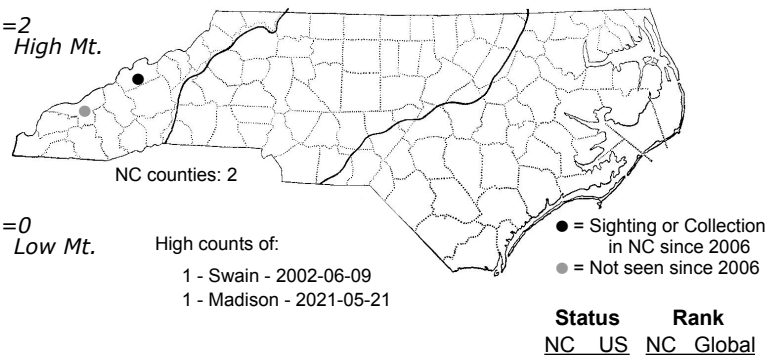 =2
High Mt.
NC counties: 2
=0
Low Mt.
High counts of:
1 - Swain - 2002-06-09
1 - Madison - 2021-05-21
● = Sighting or Collection
in NC since 2006
● = Not seen since 2006
Status Rank
NC US NC Global